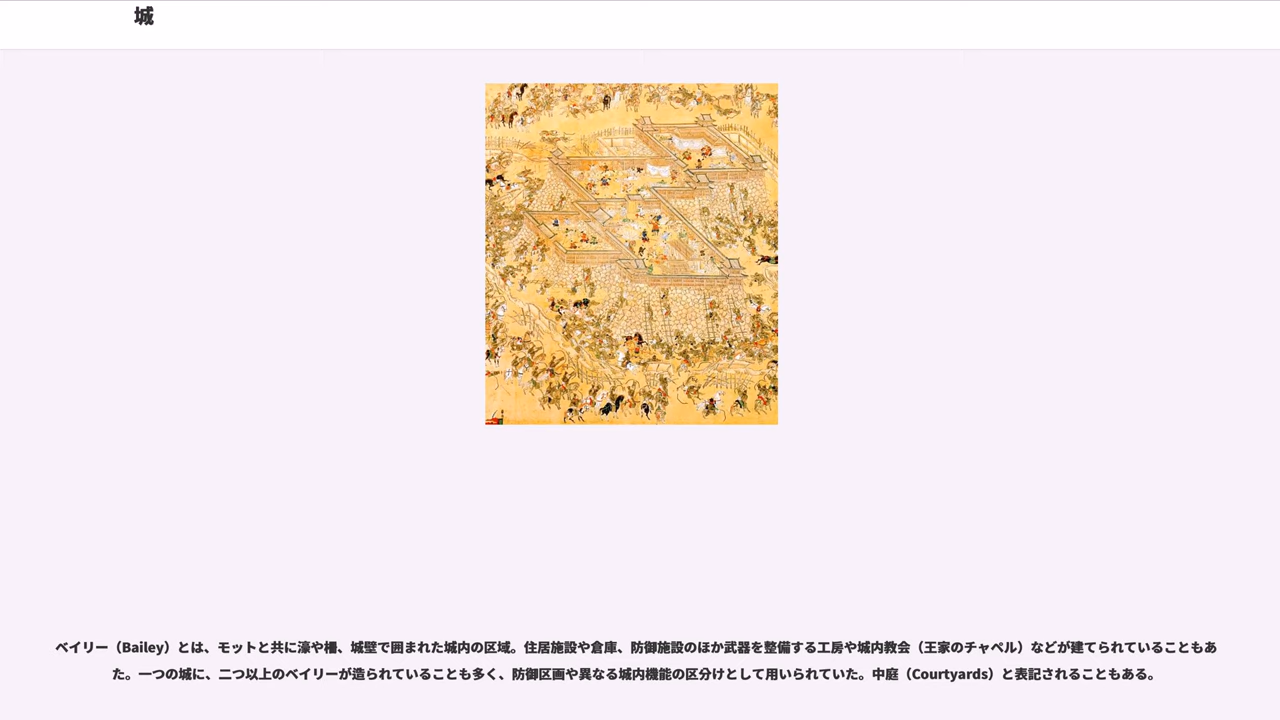 城
ベイリー（Bailey）とは、モットと共に濠や柵、城壁で囲まれた城内の区域。住居施設や倉庫、防御施設のほか武器を整備する工房や城内教会（王家のチャペル）などが建てられていることもあ
た。一つの城に、二つ以上のベイリーが造られていることも多く、防御区画や異なる城内機能の区分けとして用いられていた。中庭（Courtyards）と表記されることもある。